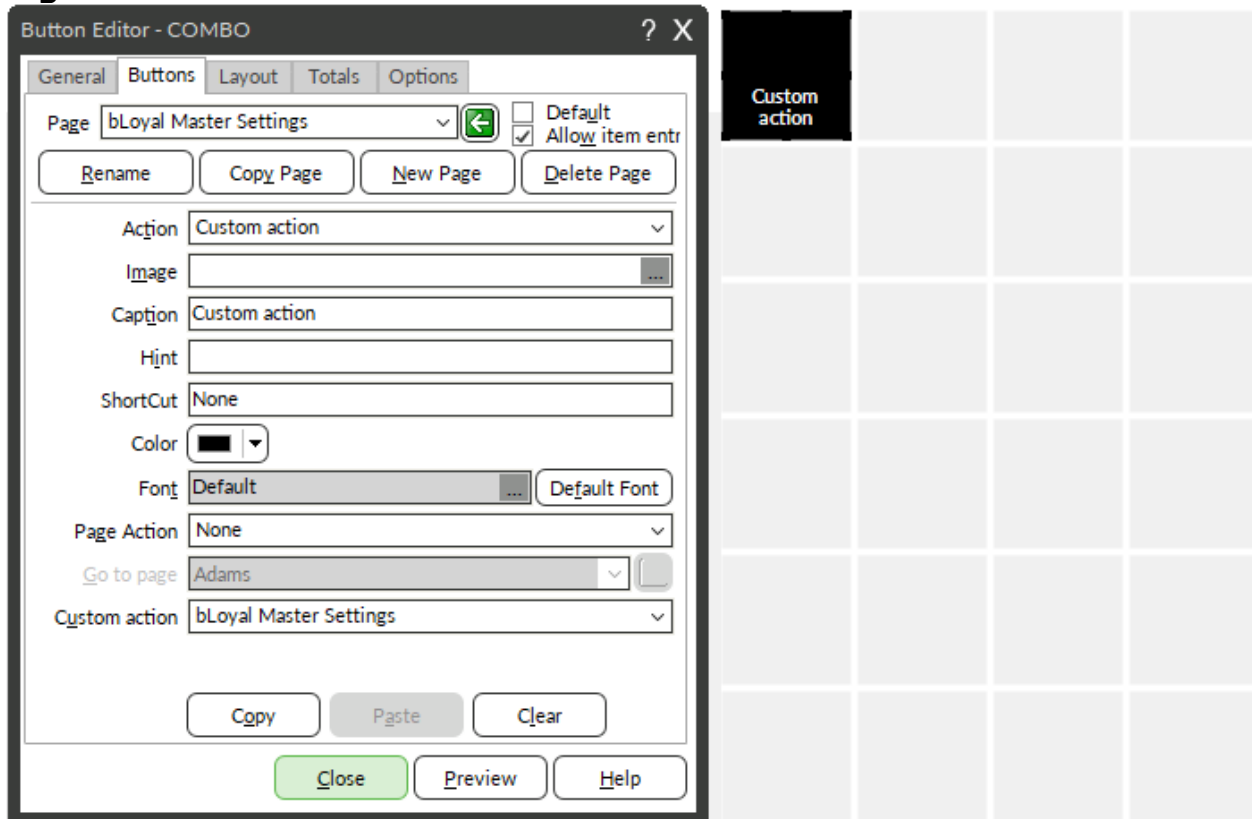 Button Editor - COMBO ? X
General Buttons Layout Totals Options
Page bLoyal Master Settings Default
Allow item entr
Rename Copy Page New Page Delete Page
Action Custom action
Image ...
Caption Custom action
Hint
ShortCut None
Color
Font Default ... Default Font
Page Action None
Go to page Adams
Custom action bLoyal Master Settings
Copy Paste Clear
Close Preview Help
Custom
action